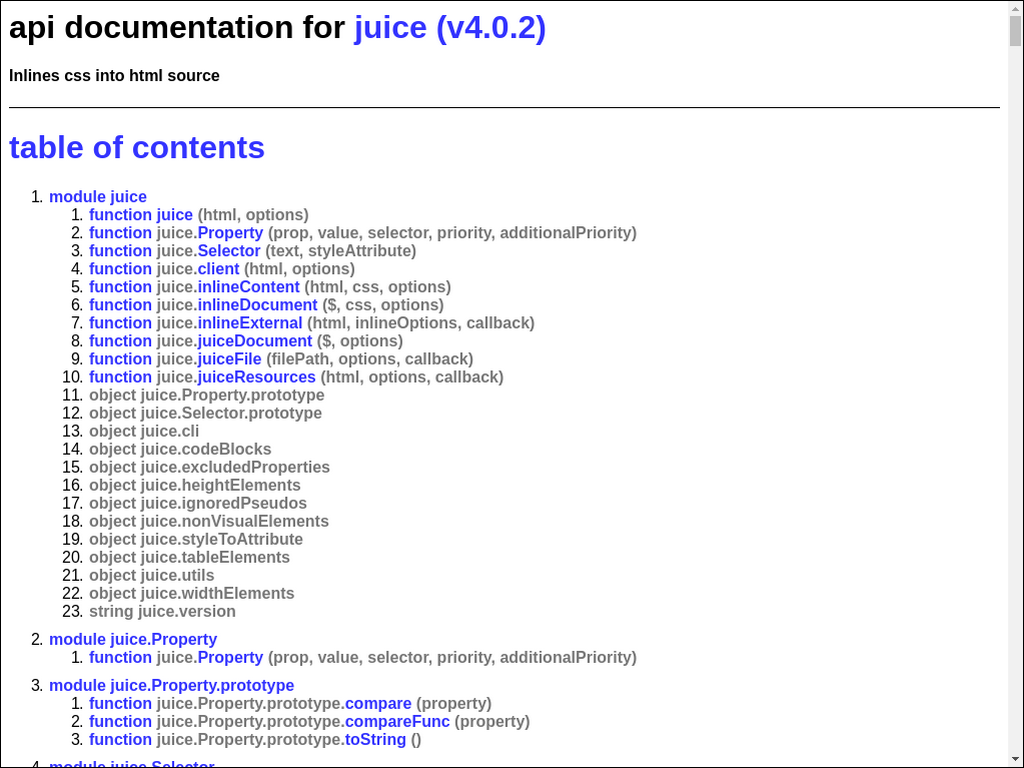 api documentation for juice (v4.0.2)
Inlines css into html source
table of contents
1. module juice
1. function juice (html, options)
2. function juice.Property (prop, value, selector, priority, additionalPriority)
3. function juice.Selector (text, styleAttribute)
4. function juice.client (html, options)
5. function juice.inlineContent (html, css, options)
6. function juice.inlineDocument ($, css, options)
7. function juice.inlineExternal (html, inlineOptions, callback)
8. function juice.juiceDocument ($, options)
9. function juice.juiceFile (filePath, options, callback)
10. function juice.juiceResources (html, options, callback)
11. object juice.Property.prototype
12. object juice.Selector.prototype
13. object juice.cli
14. object juice.codeBlocks
15. object juice.excludedProperties
16. object juice.heightElements
17. object juice.ignoredPseudos
18. object juice.nonVisualElements
19. object juice.styleToAttribute
20. object juice.tableElements
21. object juice.utils
22. object juice.widthElements
23. string juice.version
2. module juice.Property
1. function juice.Property (prop, value, selector, priority, additionalPriority)
3. module juice.Property.prototype
1. function juice.Property.prototype.compare (property)
2. function juice.Property.prototype.compareFunc (property)
3. function juice.Property.prototype.toString ()
4. module juice.Selector